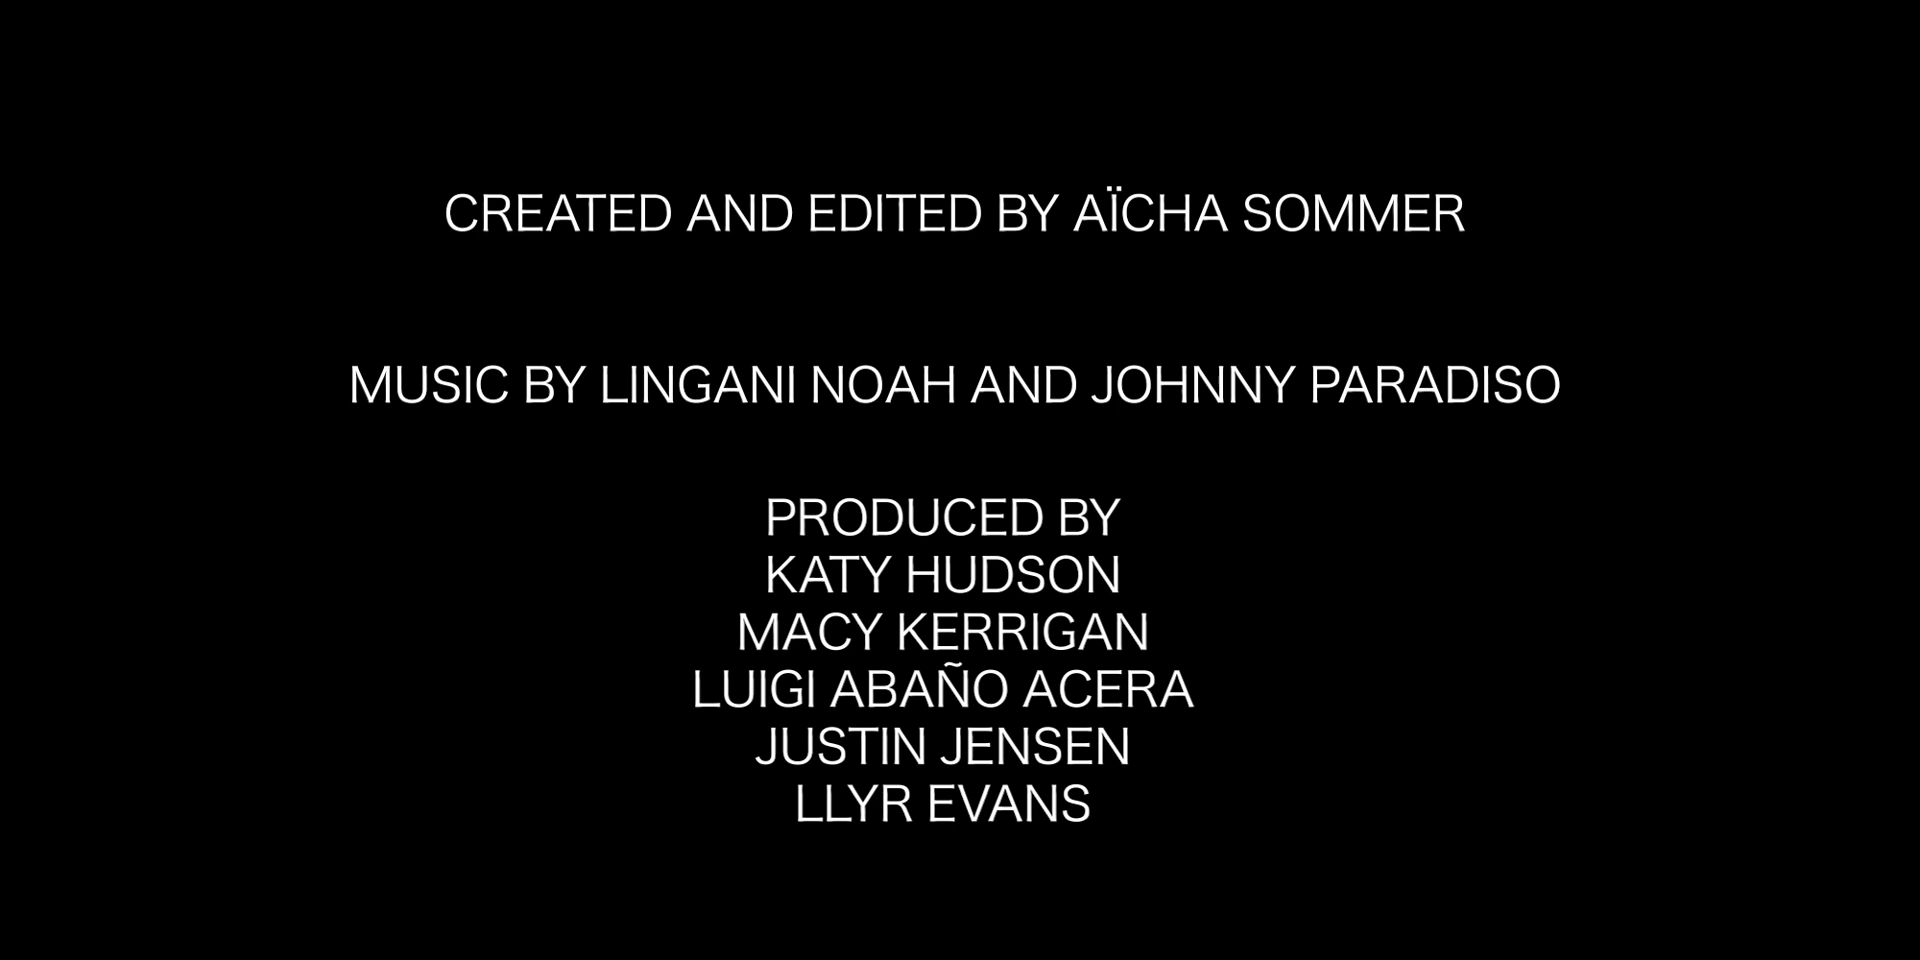 CREATED AND EDITED BY AÏCHA SOMMER
MUSIC BY LINGANI NOAH AND JOHNNY PARADISO
PRODUCED BY
KATY HUDSON
MACY KERRIGAN
LUIGI ABAÑO ACERA
JUSTIN JENSEN
LLYR EVANS